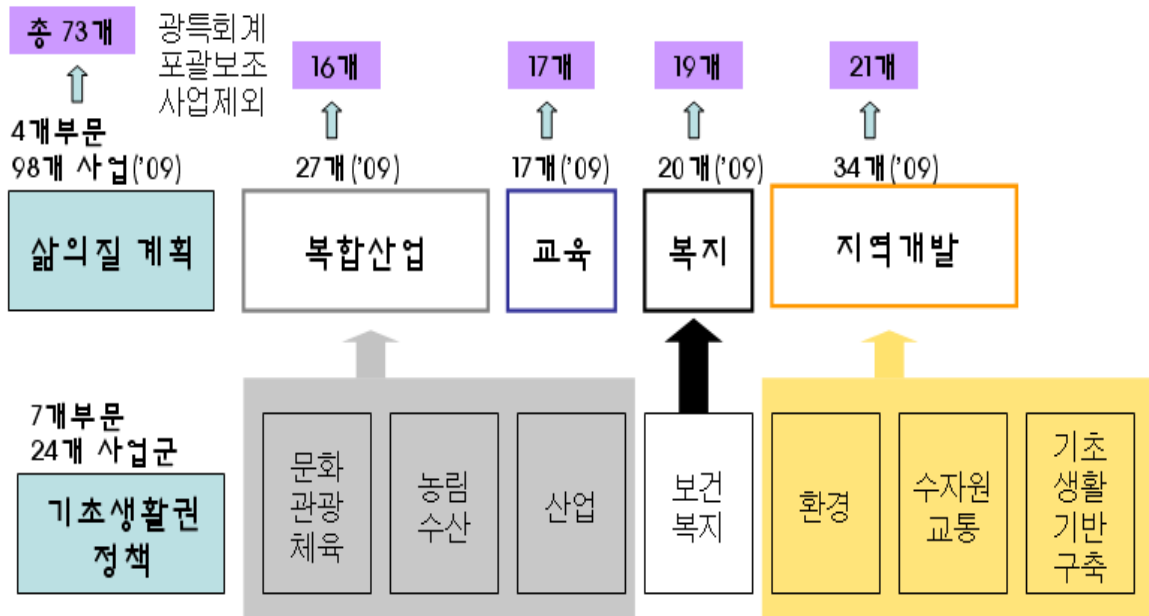 총 73개
광특회계
포괄보조
사업제외
16개
17개
19개
21개
4개부문
98개 사업('09)
27개('09)
17개('09)
20개('09)
34개('09)
삶의질 계획
복합산업
교육
복지
지역개발
7개부문
24개 사업군
기초생활권
정책
문화
관광
체육
농림
수산
산업
보건
복지
환경
수자원
교통
기초
생활
기반
구축